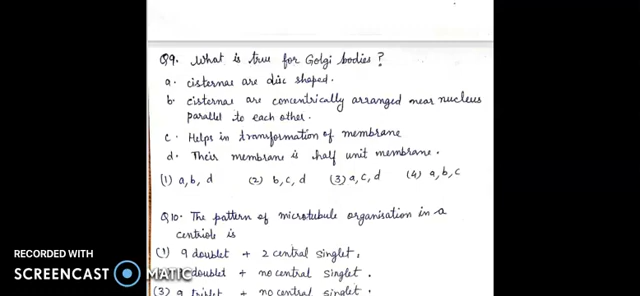 Q9. What is true for Golgi bodies?
a. cisternae are disc shaped.
b. cisternae are concentrically arranged near nucleus
parallel to each other.
c. Helps in transformation of membrane
d. Their membrane is half unit membrane.
(1) a, b, d (2) b, c, d (3) a, c, d (4) a, b, c
Q10. The pattern of microtubule organisation in a
centriole is
(1) 9 doublet + 2 central singlet.
doublet + no central singlet.
(3) 9 triplet + no central singlet.
RECORDED WITH
SCREENCAST MATIC